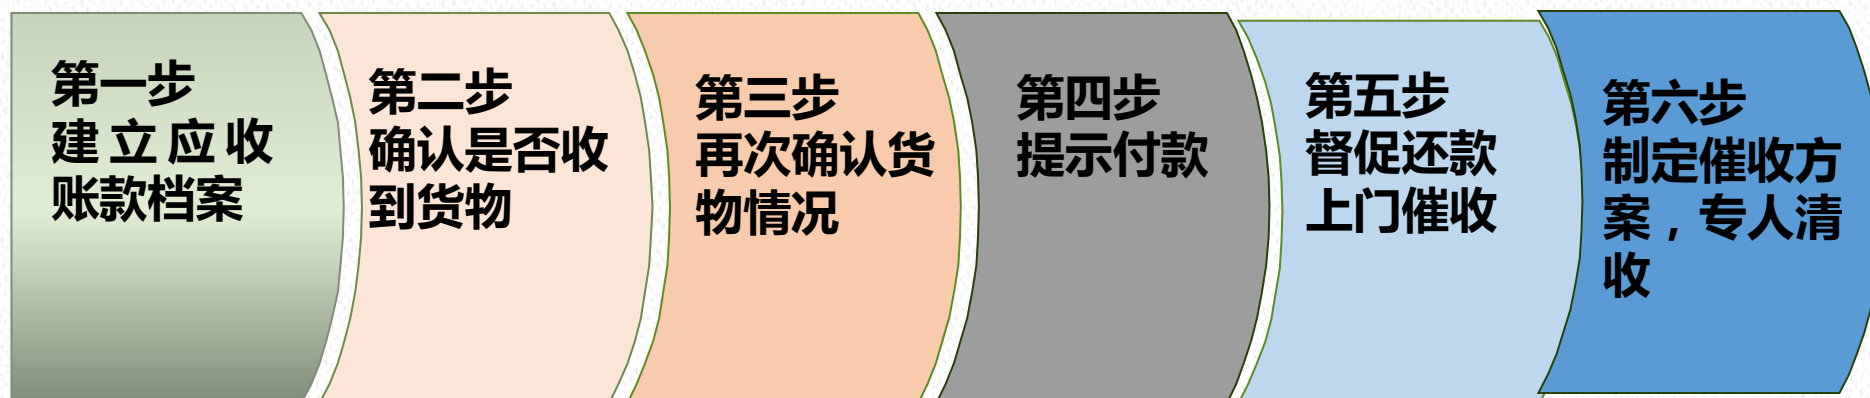 第一步
建立应收
账款档案
第二步
确认是否收
到货物
第三步
再次确认货
物情况
第四步
提示付款
第五步
督促还款
上门催收
第六步
制定催收方
案，专人清
收